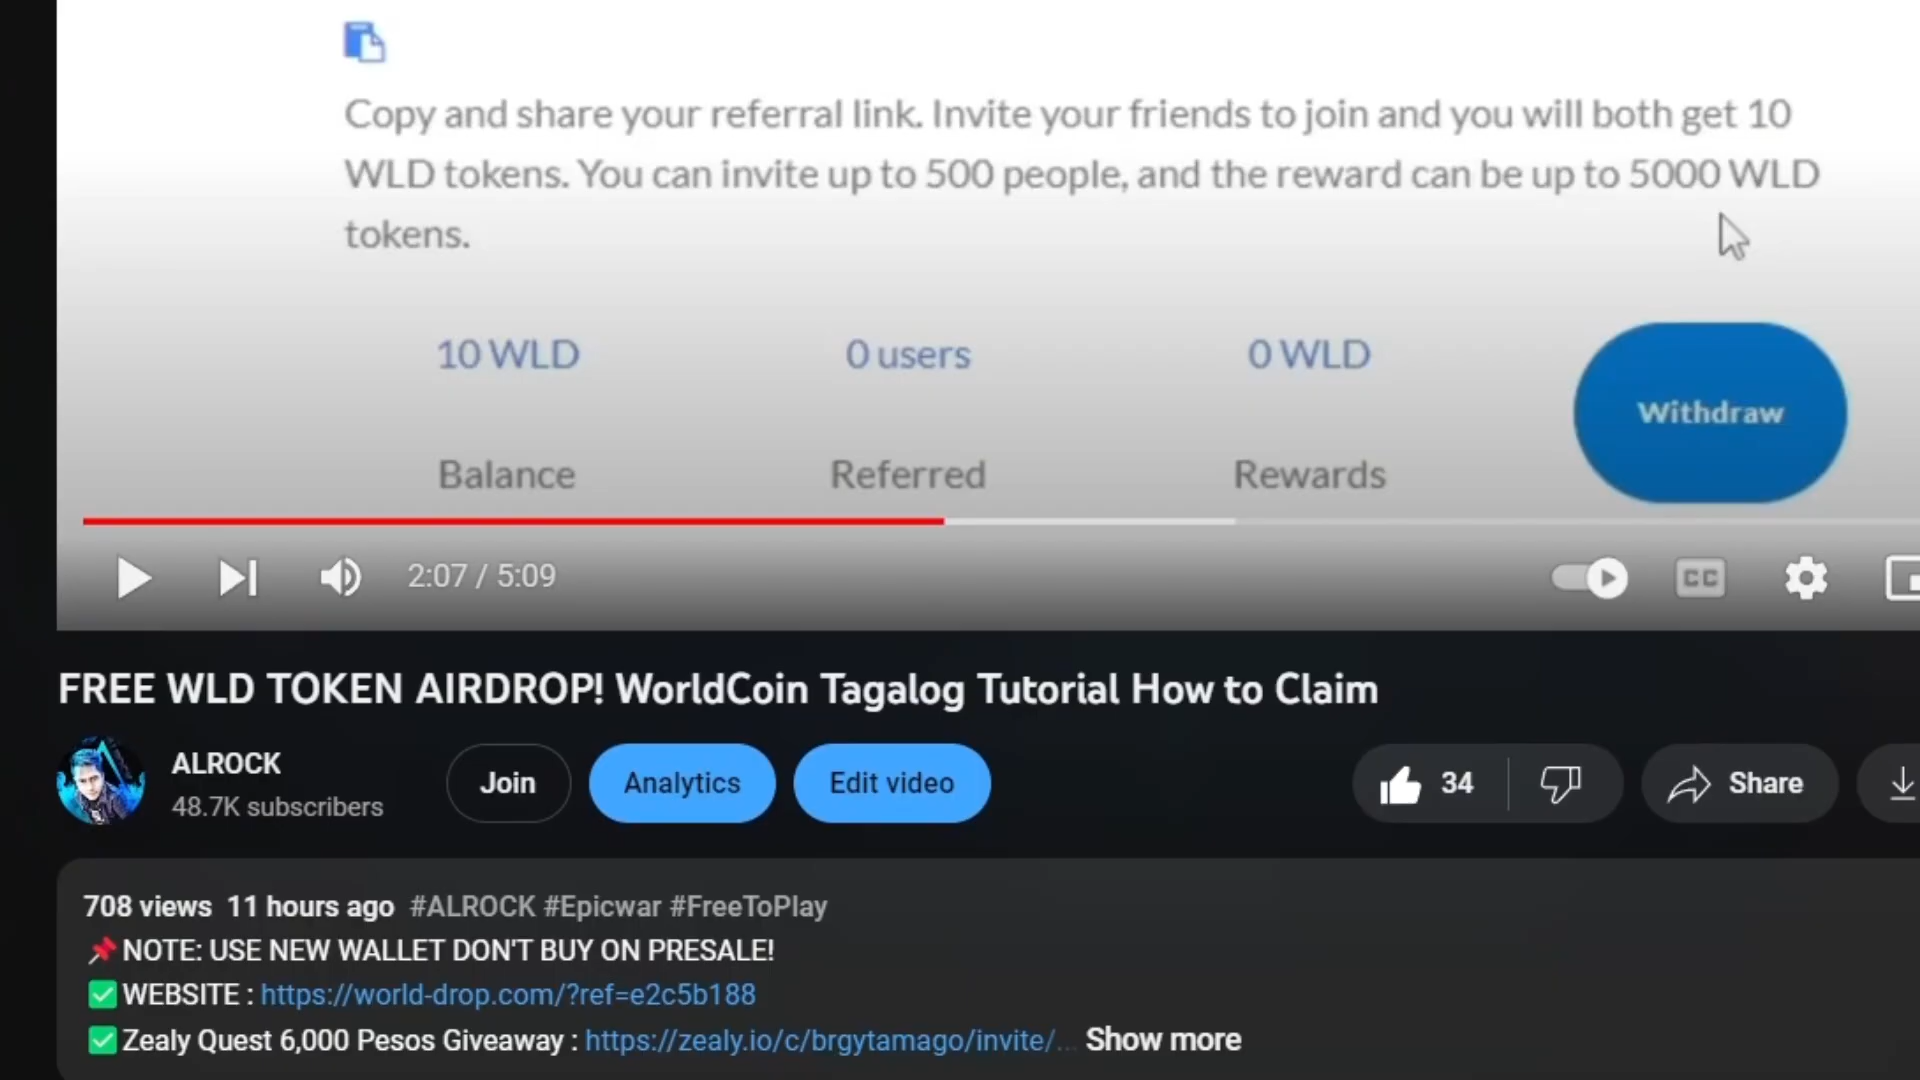 Copy and share your referral link. Invite your friends to join and you will both get 10
WLD tokens. You can invite up to 500 people, and the reward can be up to 5000 WLD
tokens.
10 WLD 0 users 0 WLD
Withdraw
Balance Referred Rewards
2:07 / 5:09
CC
FREE WLD TOKEN AIRDROP! WorldCoin Tagalog Tutorial How to Claim
ALROCK
48.7K subscribers
Join
Analytics
Edit video
34
Share
708 views 11 hours ago #ALROCK #Epicwar #FreeToPlay
📌NOTE: USE NEW WALLET DON'T BUY ON PRESALE!
✅WEBSITE : https://world-drop.com/?ref=e2c5b188
✅Zealy Quest 6,000 Pesos Giveaway : https://zealy.io/c/brgytamago/invite/... Show more